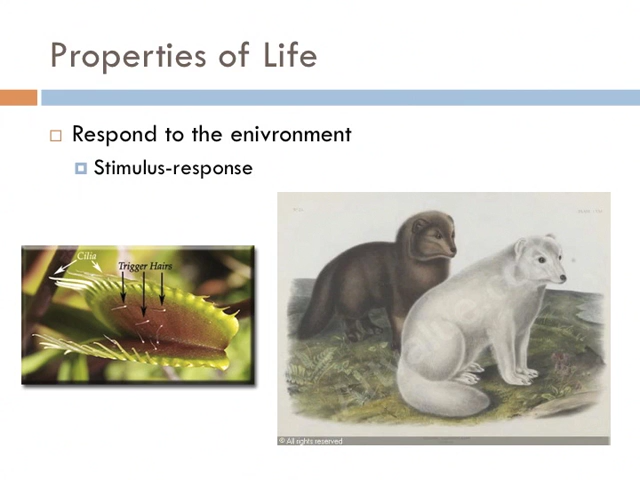 Properties of Life
Respond to the enivronment
Stimulus-response
Cilia
Trigger Hairs
© All rights reserved